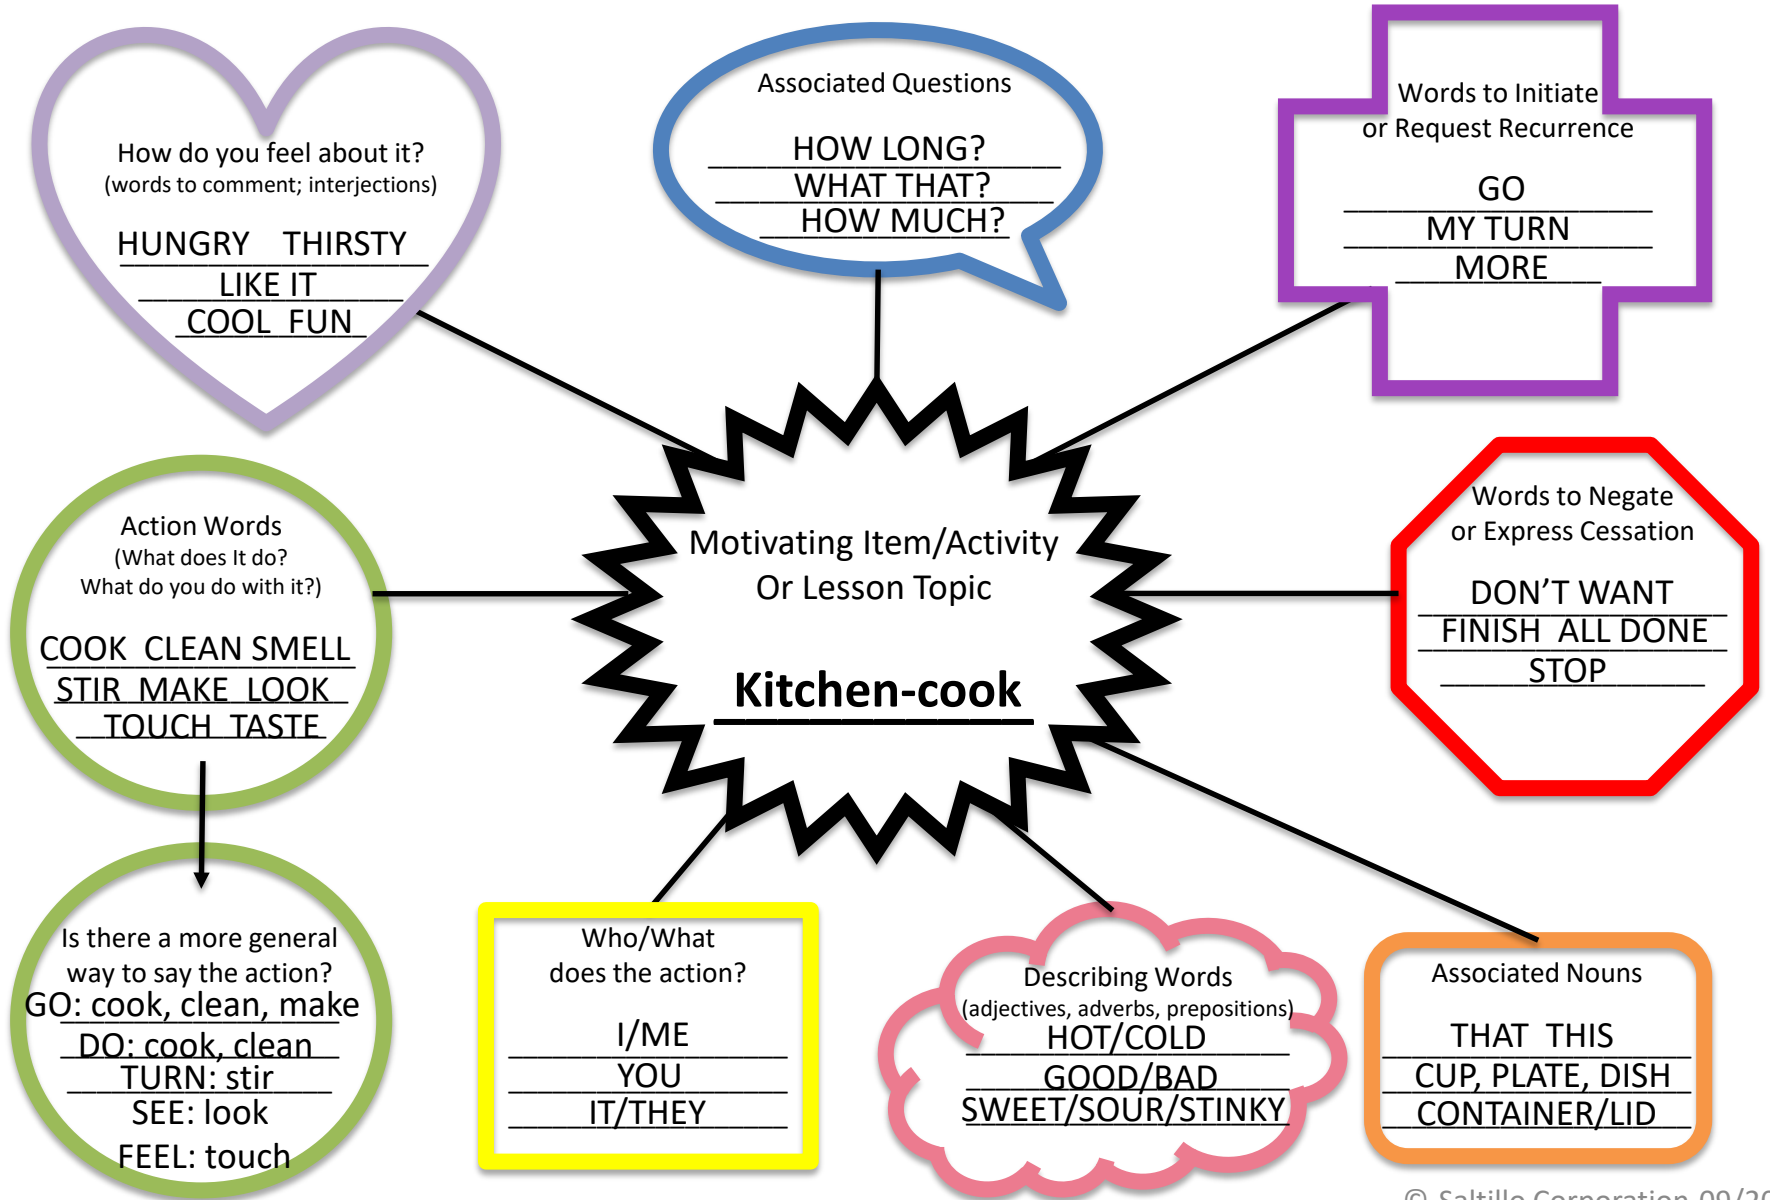 How do you feel about it?
(words to comment; interjections)
HUNGRY THIRSTY
LIKE IT
COOL FUN
Associated Questions
HOW LONG?
WHAT THAT?
HOW MUCH?
Words to Initiate
or Request Recurrence
GO
MY TURN
MORE
Action Words
(What does It do?
What do you do with it?)
COOK CLEAN SMELL
STIR MAKE LOOK
TOUCH TASTE
Motivating Item/Activity
Or Lesson Topic
Kitchen-cook
Words to Negate
or Express Cessation
DON'T WANT
FINISH ALL DONE
STOP
Is there a more general
way to say the action?
GO: cook, clean, make
DO: cook, clean
TURN: stir
SEE: look
FEEL: touch
Who/What
does the action?
I/ME
YOU
IT/THEY
Describing Words
(adjectives, adverbs, prepositions)
HOT/COLD
GOOD/BAD
SWEET/SOUR/STINKY
Associated Nouns
THAT THIS
CUP, PLATE, DISH
CONTAINER/LID
© Saltillo Corporation